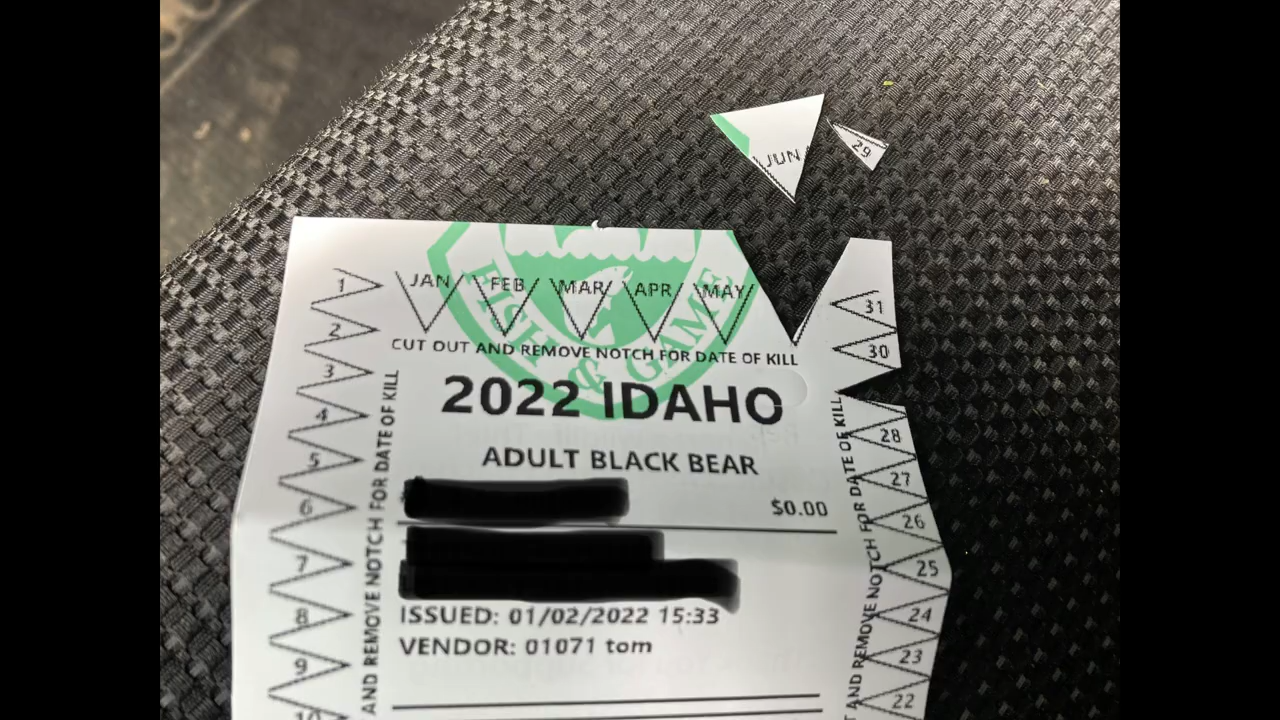 JUN
29
JAN FEB MAR APR MAY
FISH & GAME
CUT OUT AND REMOVE NOTCH FOR DATE OF KILL
2022 IDAHO
ADULT BLACK BEAR
$0.00
ISSUED: 01/02/2022 15:33
VENDOR: 01071 tom
1
2
3
4
5
6
7
8
9
10
AND REMOVE NOTCH FOR DATE OF KILL
31
30
28
27
26
25
24
23
22
T AND REMOVE NOTCH FOR DATE OF KILL